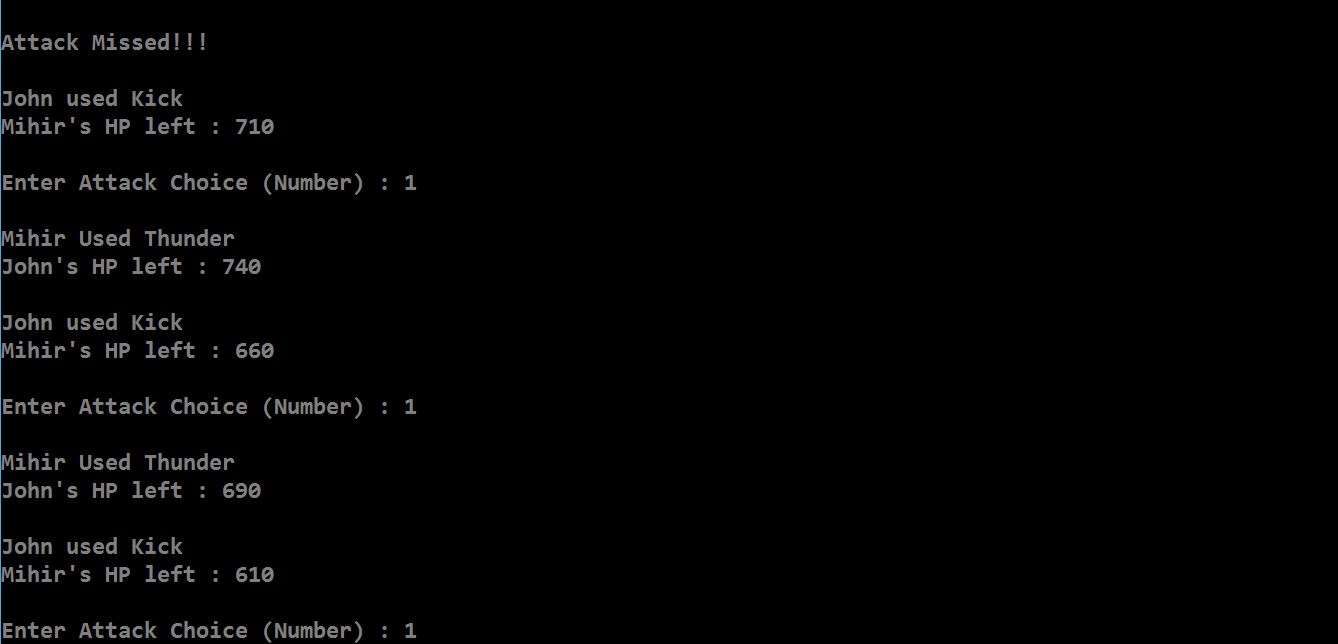 Attack Missed!!!
John used Kick
Mihir's HP left : 710
Enter Attack Choice (Number) : 1
Mihir Used Thunder
John's HP left : 740
John used Kick
Mihir's HP left : 660
Enter Attack Choice (Number) : 1
Mihir Used Thunder
John's HP left : 690
John used Kick
Mihir's HP left : 610
Enter Attack Choice (Number) : 1